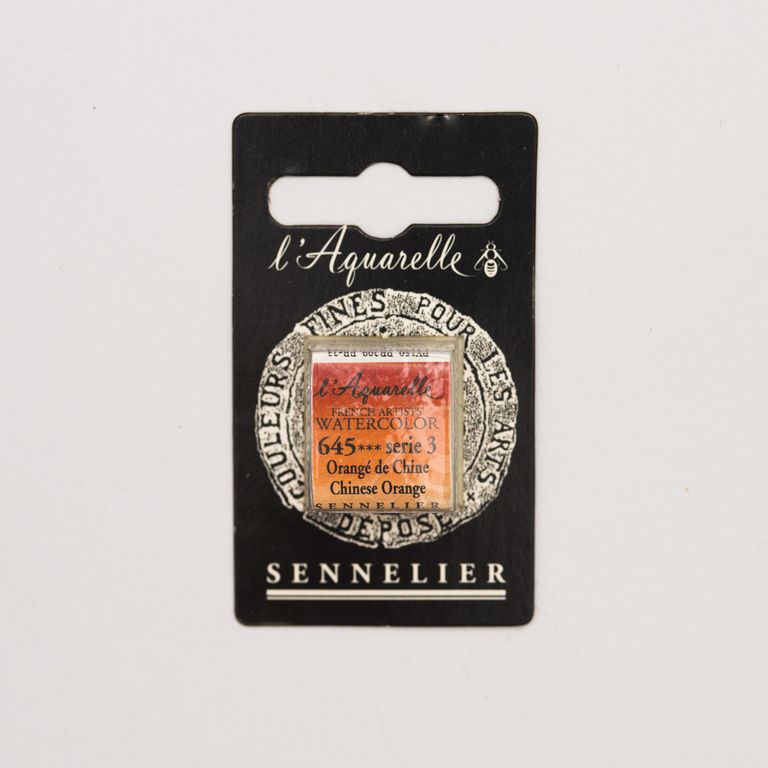 l'Aquarelle
COULEURS FINES POUR LES ARTS
DÉPOSÉ
l'Aquarelle
FRENCH ARTISTS'
WATERCOLOR
645*** serie 3
Orangé de Chine
Chinese Orange
SENNELIER
SENNELIER